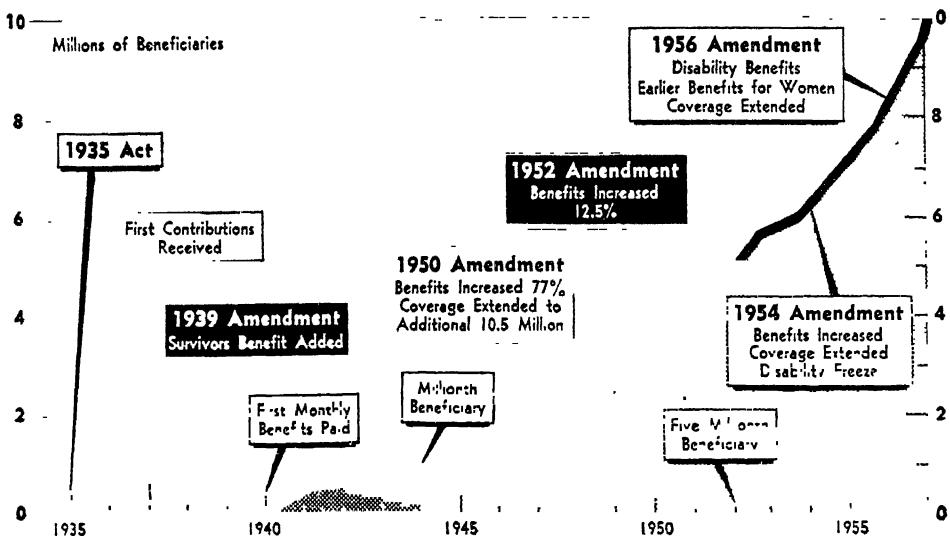 10
Millions of Beneficiaries
8
6
4
2
0
1935 Act
First Contributions
Received
1939 Amendment
Survivors Benefit Added
First Monthly
Benefits Paid
Millionth
Beneficiary
1950 Amendment
Benefits Increased 77%
Coverage Extended to
Additional 10.5 Million
1952 Amendment
Benefits Increased
12.5%
1956 Amendment
Disability Benefits
Earlier Benefits for Women
Coverage Extended
1954 Amendment
Benefits Increased
Coverage Extended
Disability Freeze
Five Millionth
Beneficiary
0
8
6
4
2
0
1935
1940
1945
1950
1955